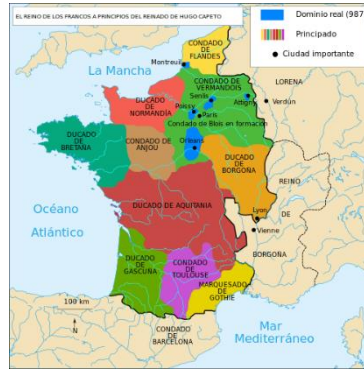 EL REINO DE LOS FRANCOS A PRINCIPIOS DEL REINADO DE HUGO CAPETO
Dominio real (987
Principado
Ciudad importante
CONDADO
DE
FLANDES
Montreuil
La Mancha
CONDADO DE
VERMANDOIS
LORENA
Senlis
Attigny
Verdún
DUCADO
DE
NORMANDÍA
Poissy
París
Condado de Blois en formación
DUCADO
DE
BRETAÑA
CONDADO
DE
ANJOU
Orleans
DUCADO
DE
BORGOÑA
REINO
DE
BORGOÑA
DUCADO DE AQUITANIA
Océano
Atlántico
Lyon
Vienne
DUCADO
DE
GASCUÑA
CONDADO
DE
TOULOUSE
MARQUESADO
DE
GOTHIE
100 km
N
CONDADO
DE
BARCELONA
Mar
Mediterráneo